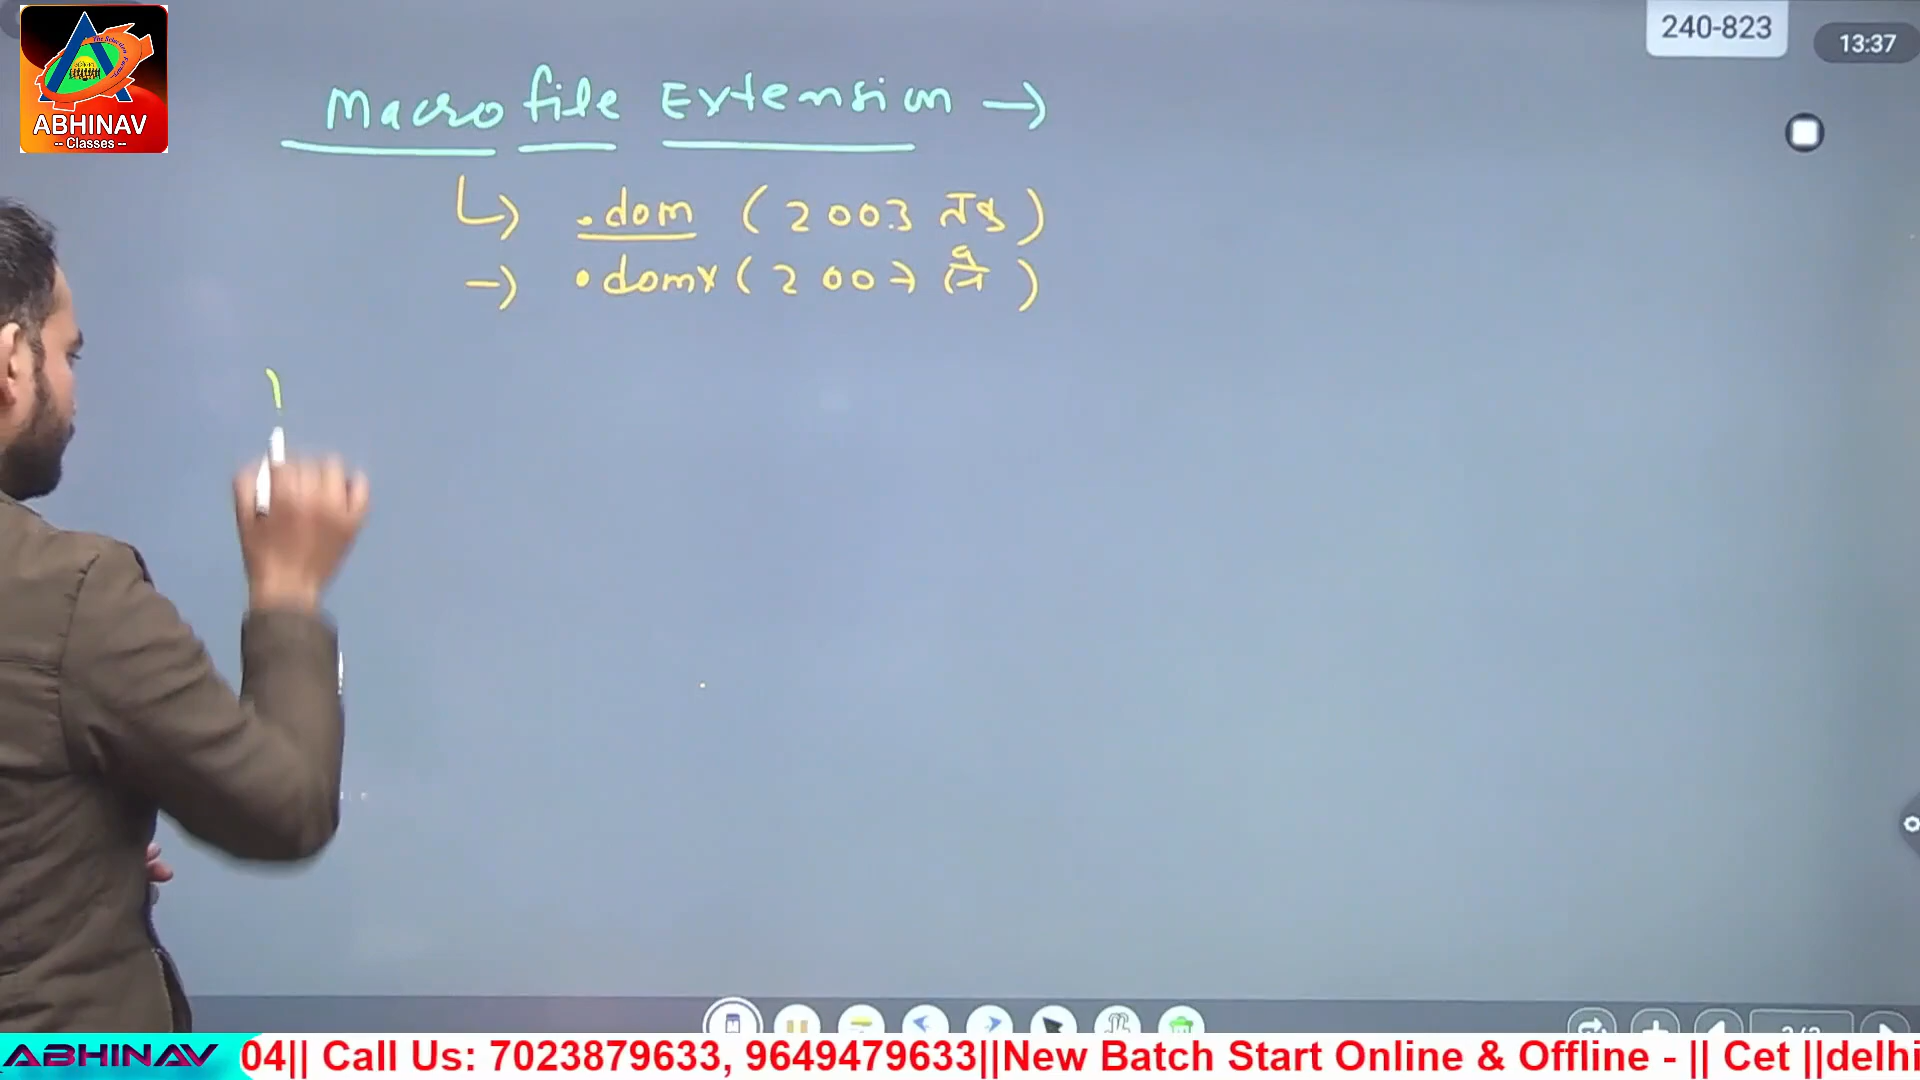 ABHINAV
-- Classes --
240-823
13:37
Macro file Extension →
↳ .dom (2003 तक)
→ .domx (2007 से)
ABHINAV
04|| Call Us: 7023879633, 9649479633||New Batch Start Online & Offline - || Cet ||delhi